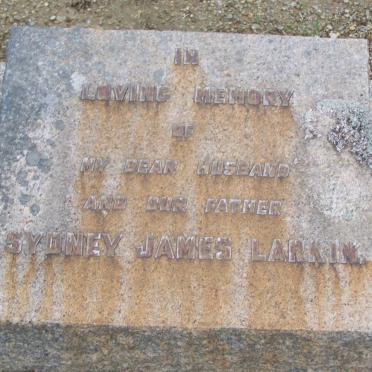 IN
LOVING MEMORY
OF
MY DEAR HUSBAND
AND OUR FATHER
SYDNEY JAMES LARKIN.